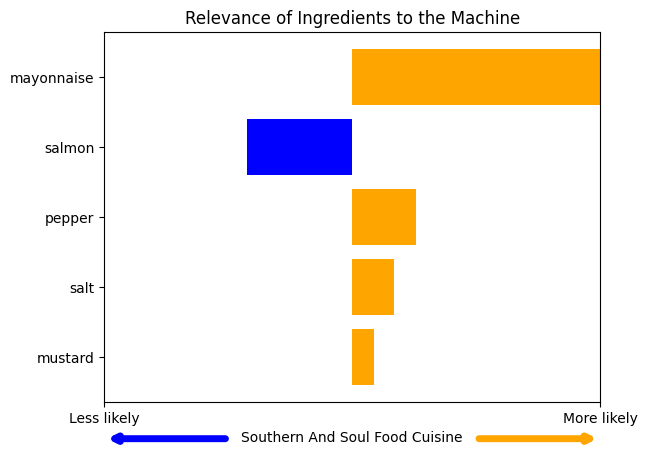 Relevance of Ingredients to the Machine
mayonnaise
salmon
pepper
salt
mustard
Less likely
More likely
Southern And Soul Food Cuisine